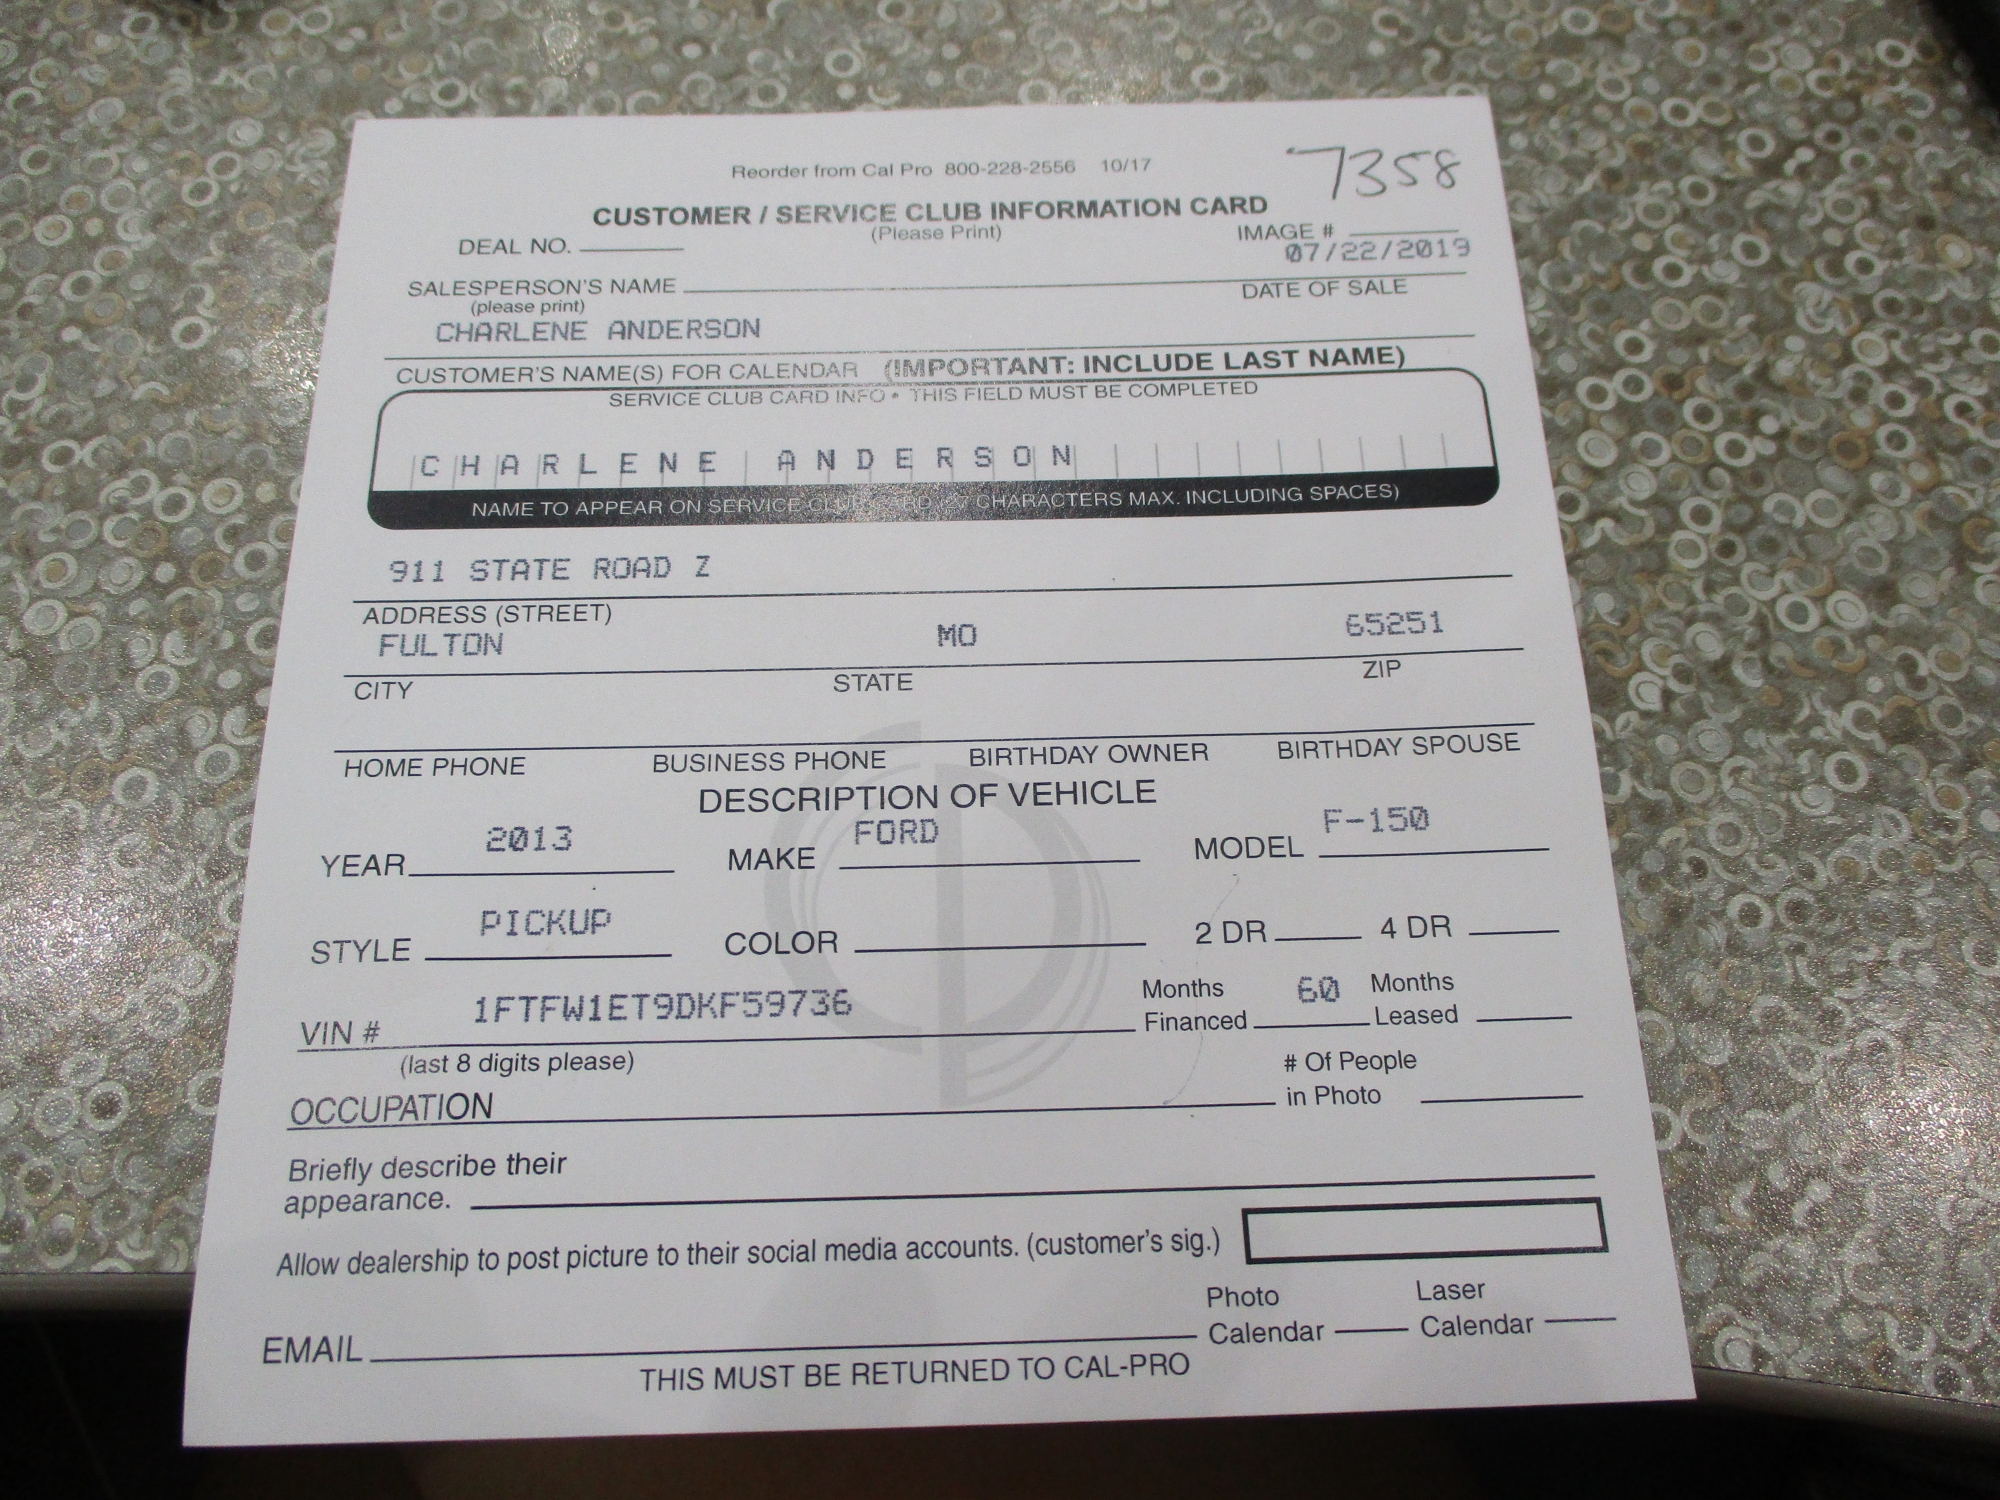 Reorder from Cal Pro 800-228-2556 10/17
7358
CUSTOMER / SERVICE CLUB INFORMATION CARD
(Please Print)
DEAL NO.
IMAGE #
07/22/2019
SALESPERSON'S NAME
DATE OF SALE
(please print)
CHARLENE ANDERSON
CUSTOMER'S NAME(S) FOR CALENDAR (IMPORTANT: INCLUDE LAST NAME)
SERVICE CLUB CARD INFO • THIS FIELD MUST BE COMPLETED
CHARLENE ANDERSON
NAME TO APPEAR ON SERVICE CLUB CARD (27 CHARACTERS MAX. INCLUDING SPACES)
911 STATE ROAD Z
ADDRESS (STREET)
FULTON MO 65251
CITY STATE ZIP
HOME PHONE BUSINESS PHONE BIRTHDAY OWNER BIRTHDAY SPOUSE
DESCRIPTION OF VEHICLE
YEAR 2013 MAKE FORD MODEL F-150
STYLE PICKUP COLOR 2 DR 4 DR
VIN # 1FTFW1ET9DKF59736 Months Financed 60 Months Leased
(last 8 digits please)
OCCUPATION # Of People in Photo
Briefly describe their
appearance.
Allow dealership to post picture to their social media accounts. (customer's sig.)
EMAIL Photo Calendar Laser Calendar
THIS MUST BE RETURNED TO CAL-PRO